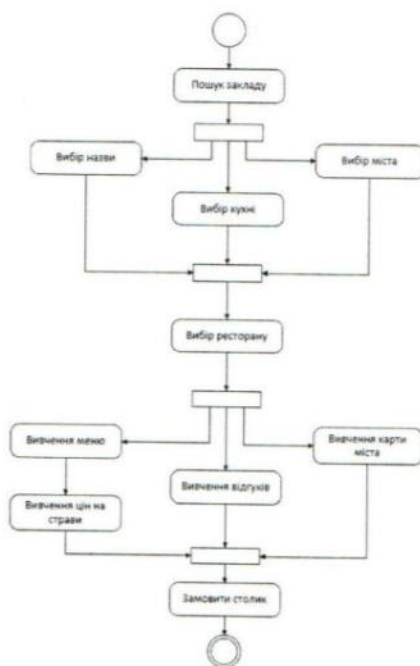 Пошук закладу
Вибір назви
Вибір міста
Вибір кухні
Вибір ресторану
Вивчення меню
Вивчення карти
міста
Вивчення відгуків
Вивчення цін на
страви
Замовити столик